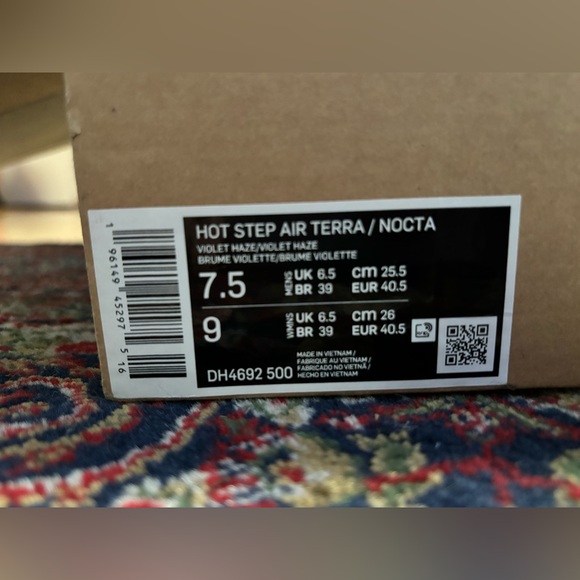 HOT STEP AIR TERRA / NOCTA
VIOLET HAZE/VIOLET HAZE
BRUME VIOLETTE/BRUME VIOLETTE
7.5 MENS UK 6.5 CM 25.5
BR 39 EUR 40.5
9 WMNS UK 6.5 CM 26
BR 39 EUR 40.5
DH4692 500
MADE IN VIETNAM /
FABRIQUE AU VIETNAM /
FABRICADO NO VIETNÃ /
HECHO EN VIETNAM
1 96149 45297 5 16